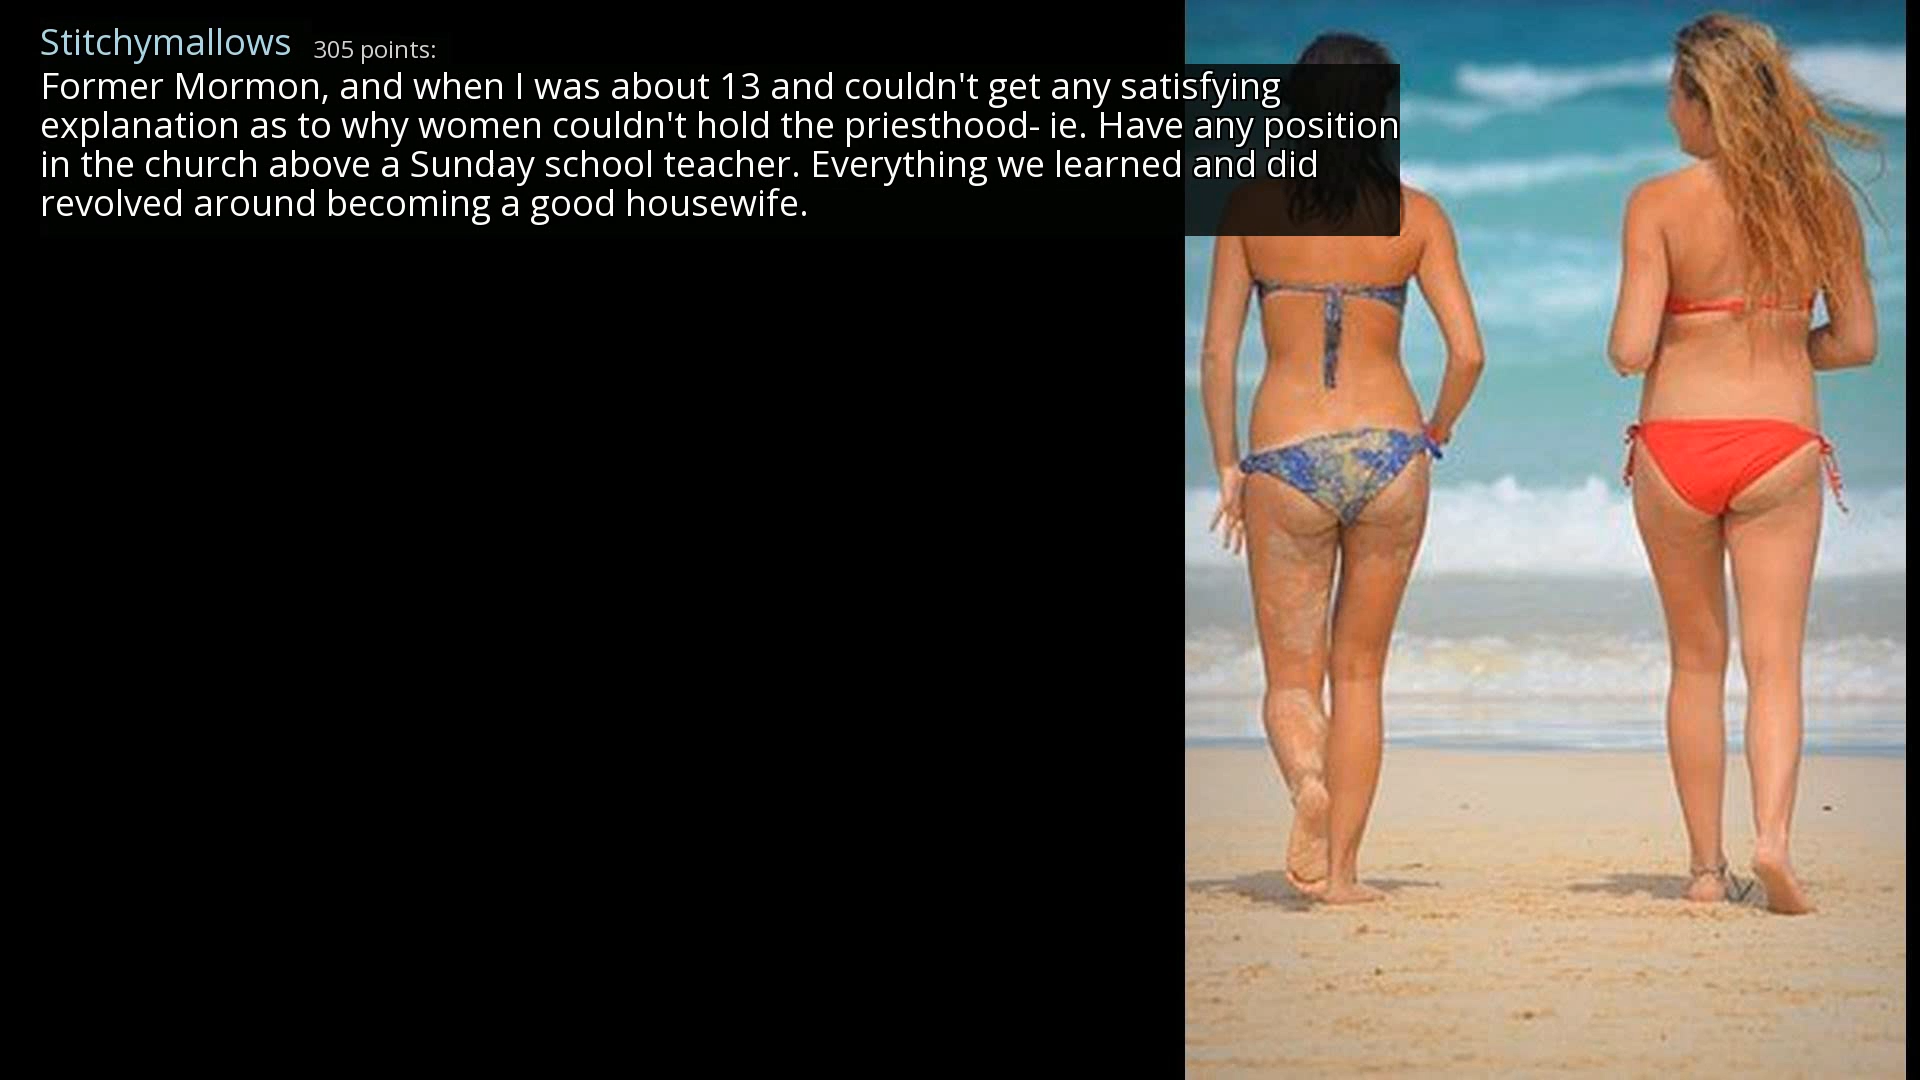 Stitchymallows 305 points:
Former Mormon, and when I was about 13 and couldn't get any satisfying
explanation as to why women couldn't hold the priesthood- ie. Have any position
in the church above a Sunday school teacher. Everything we learned and did
revolved around becoming a good housewife.